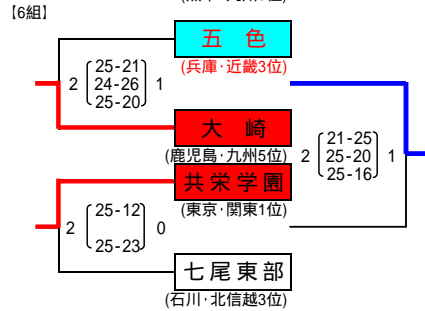 【6組】
五色
(兵庫・近畿3位)
2 25-21 1
24-26
25-20
大崎
(鹿児島・九州5位)
2 21-25 1
25-20
25-16
共栄学園
(東京・関東1位)
2 25-12 0
25-23
七尾東部
(石川・北信越3位)